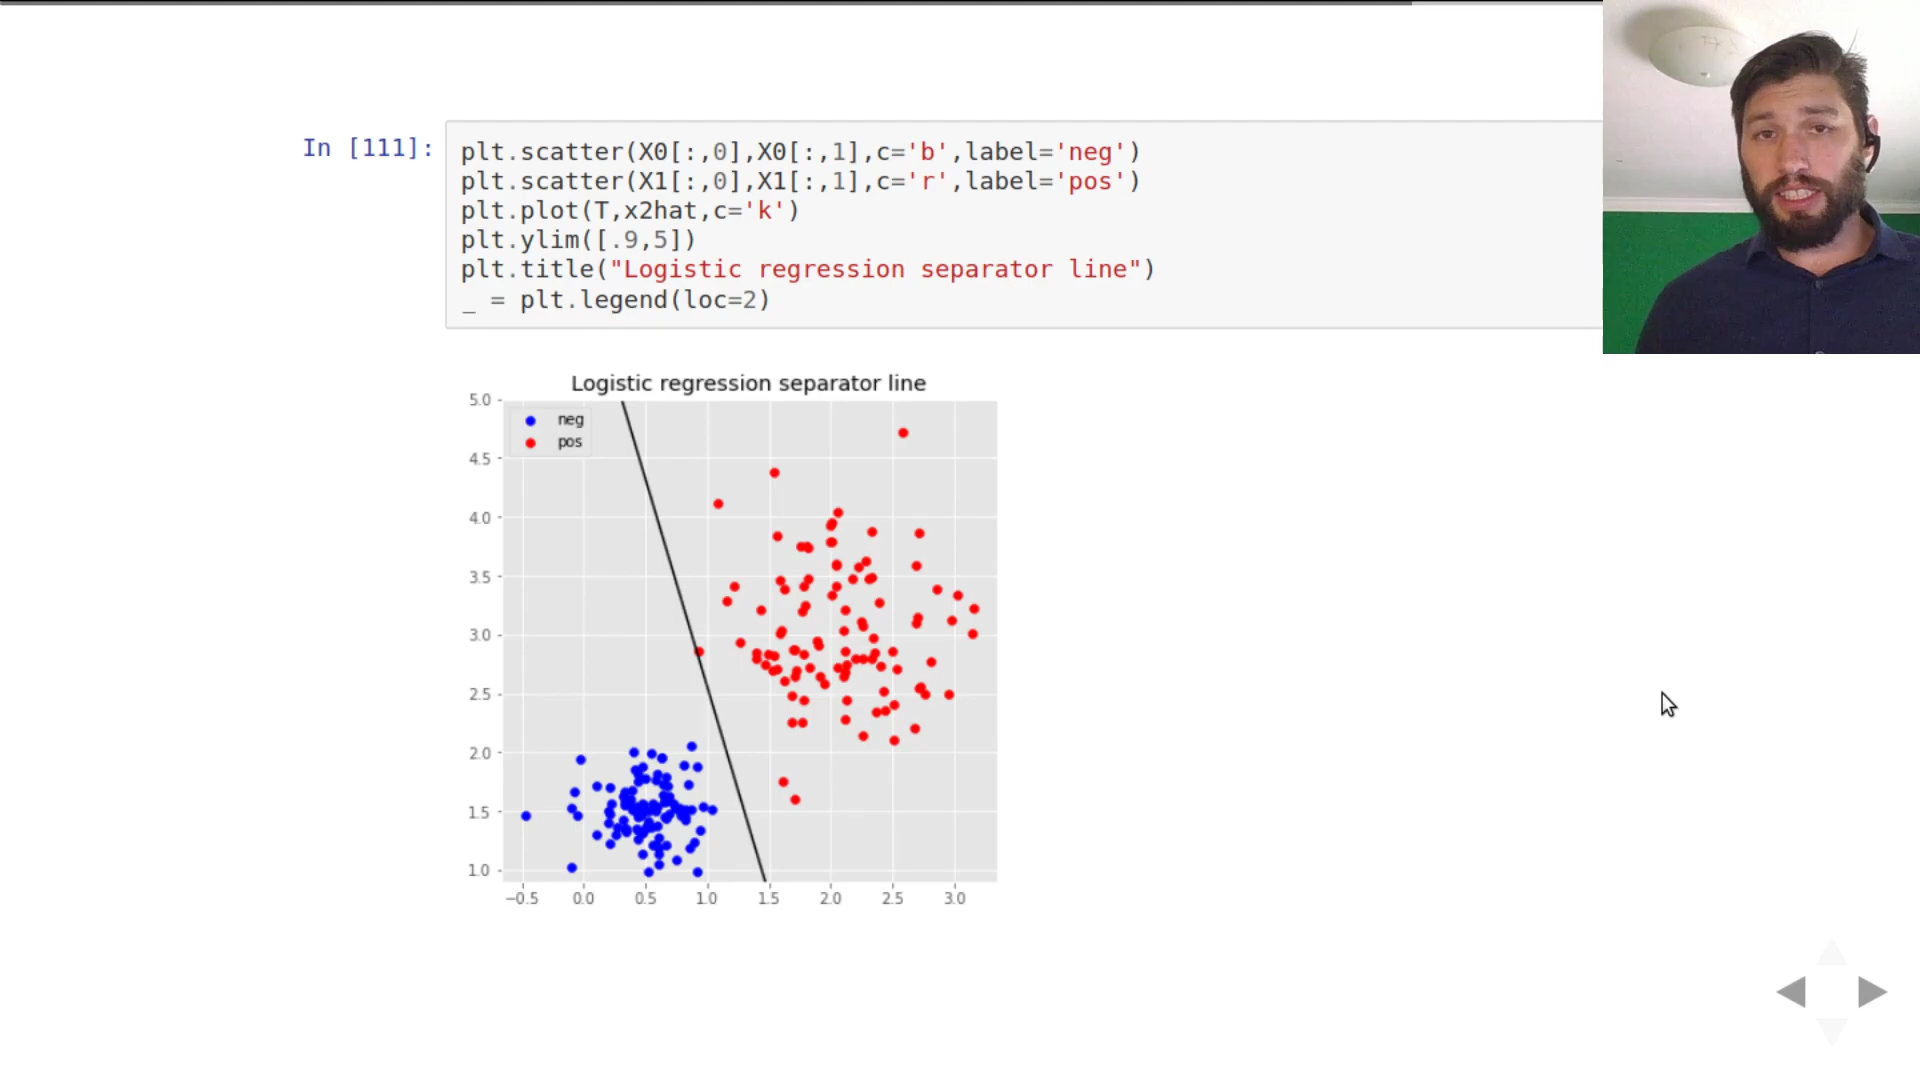 In [111]:
plt.scatter(X0[:,0],X0[:,1],c='b',label='neg')
plt.scatter(X1[:,0],X1[:,1],c='r',label='pos')
plt.plot(T,x2hat,c='k')
plt.ylim([.9,5])
plt.title("Logistic regression separator line")
_ = plt.legend(loc=2)
Logistic regression separator line
neg
pos
5.0
4.5
4.0
3.5
3.0
2.5
2.0
1.5
1.0
−0.5 0.0 0.5 1.0 1.5 2.0 2.5 3.0